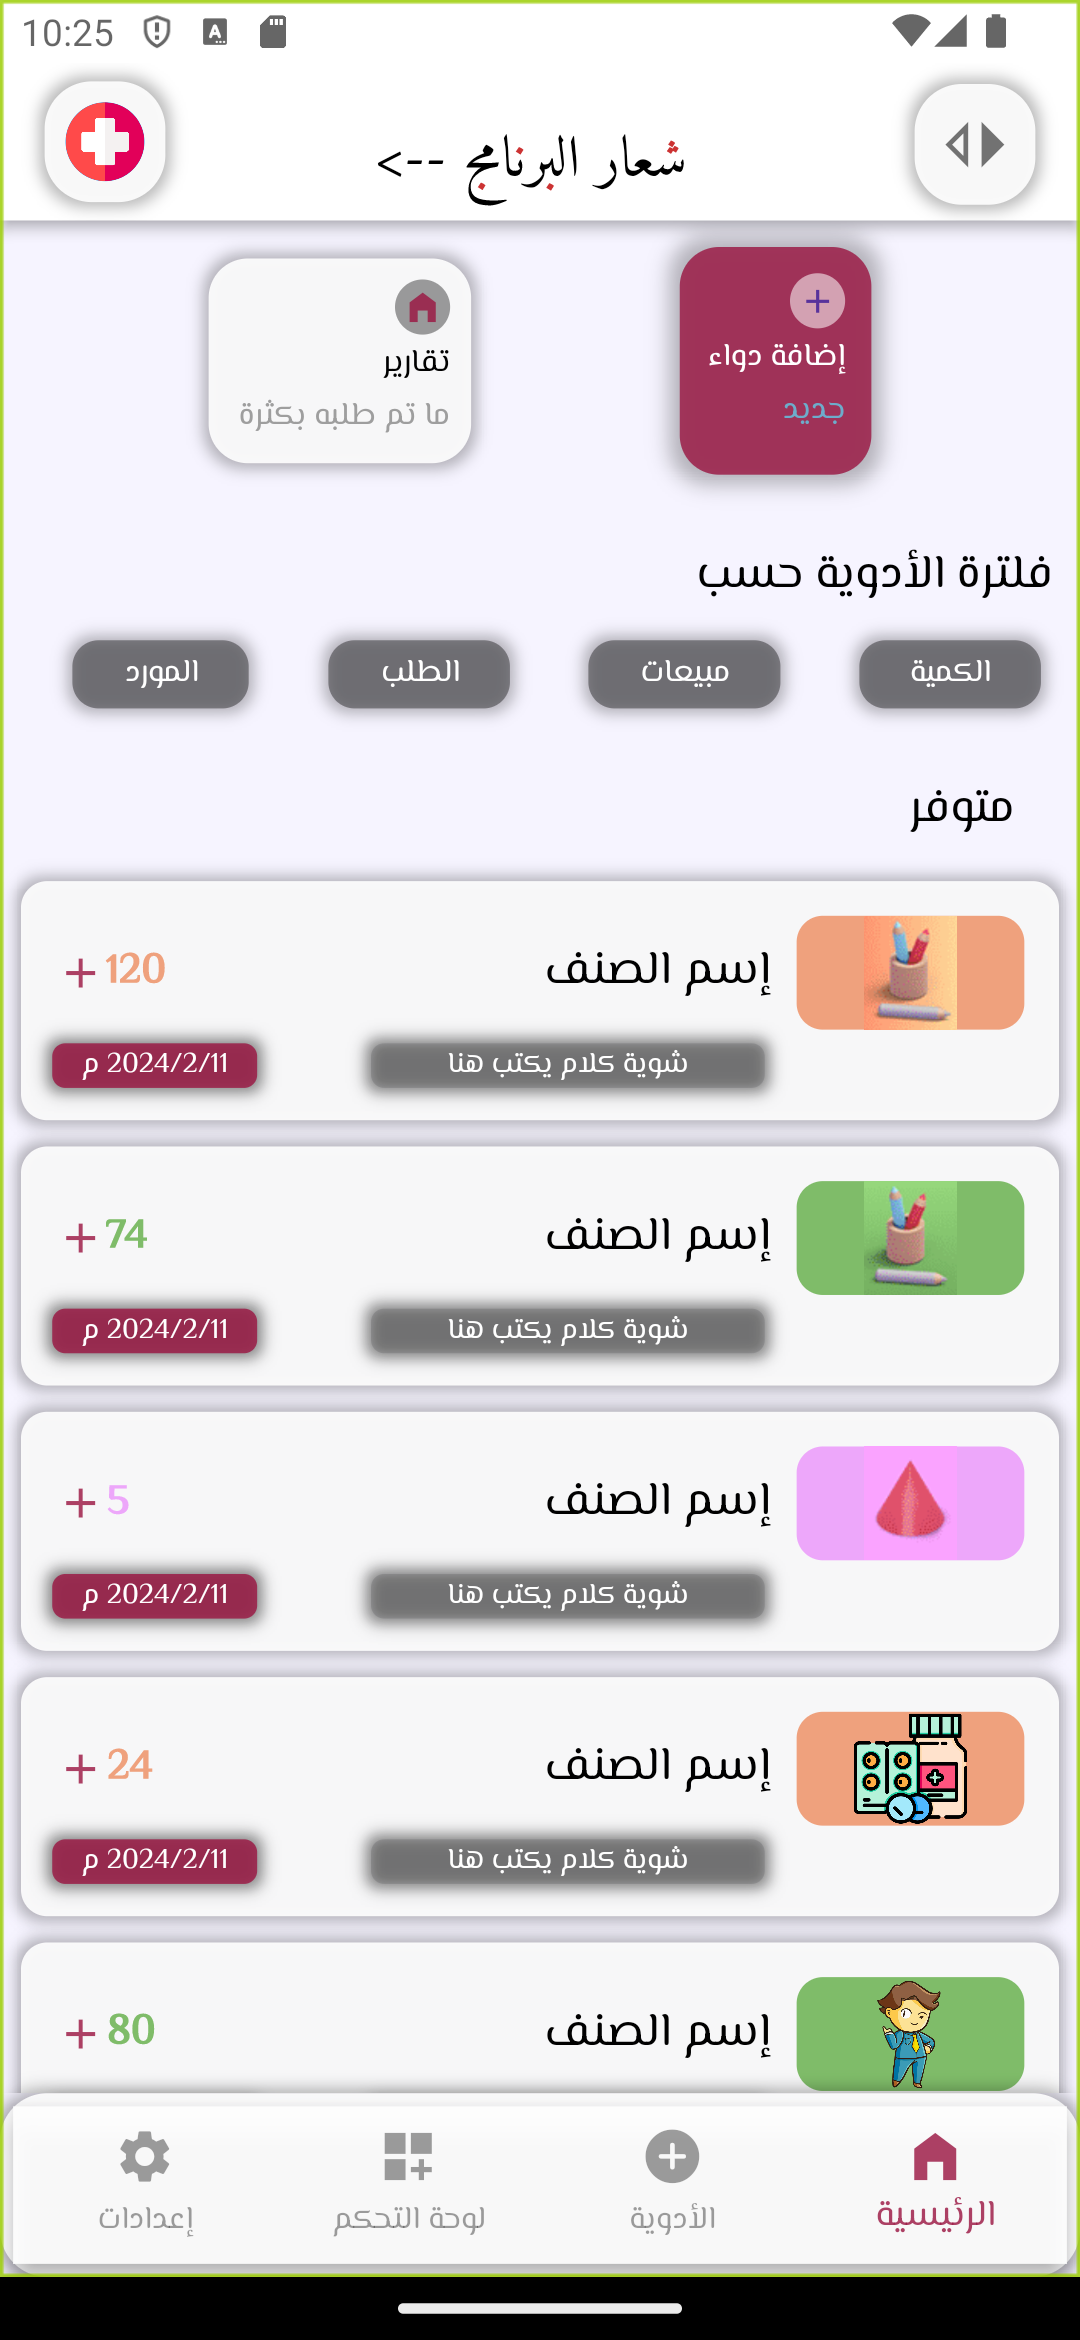 10:25
شعار البرنامج -->
إضافة دواء
جديد
تقارير
ما تم طلبه بكثرة
فلترة الأدوية حسب
الكمية
مبيعات
الطلب
المورد
متوفر
إسم الصنف
120 +
شوية كلام يكتب هنا
2024/2/11 م
إسم الصنف
74 +
شوية كلام يكتب هنا
2024/2/11 م
إسم الصنف
5 +
شوية كلام يكتب هنا
2024/2/11 م
إسم الصنف
24 +
شوية كلام يكتب هنا
2024/2/11 م
إسم الصنف
80 +
الرئيسية
الأدوية
لوحة التحكم
إعدادات